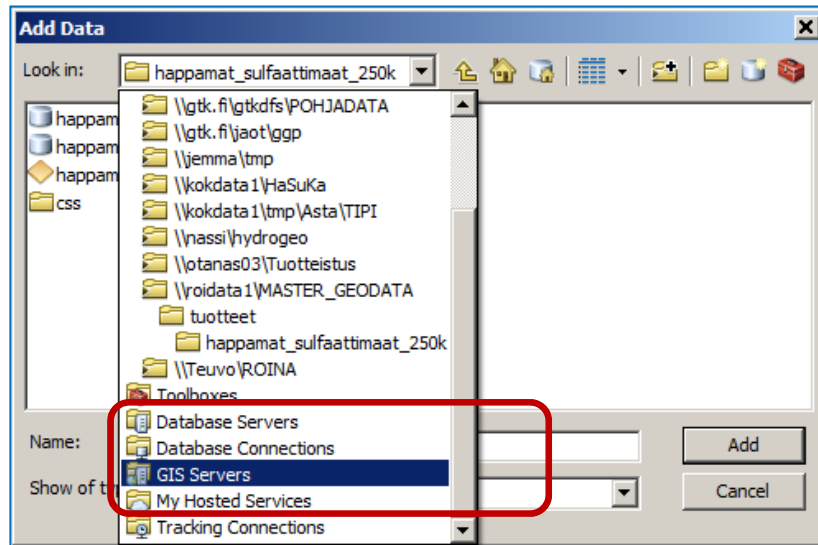 Add Data
Look in: happamat_sulfaattimaat_250k
happam
happam
happam
css
\\gtk.fi\gtkdfs\POHJADATA
\\gtk.fi\jaot\ggp
\\jemma\tmp
\\kokdata1\HaSuKa
\\kokdata1\tmp\Asta\TIPI
\\nassi\hydrogeo
\\otanas03\Tuotteistus
\\roidata1\MASTER_GEODATA
tuotteet
happamat_sulfaattimaat_250k
\\Teuvo\ROINA
Toolboxes
Database Servers
Database Connections
GIS Servers
My Hosted Services
Tracking Connections
Name:
Add
Show of ty
Cancel